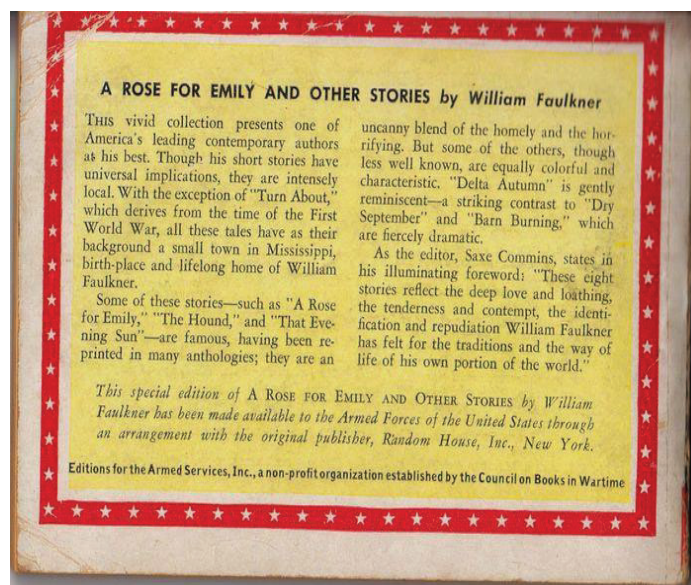 A ROSE FOR EMILY AND OTHER STORIES by William Faulkner
THIS vivid collection presents one of
America's leading contemporary authors
at his best. Though his short stories have
universal implications, they are intensely
local. With the exception of "Turn About,"
which derives from the time of the First
World War, all these tales have as their
background a small town in Mississippi,
birth-place and lifelong home of William
Faulkner.
Some of these stories—such as "A Rose
for Emily," "The Hound," and "That Eve-
ning Sun"—are famous, having been re-
printed in many anthologies; they are an
uncanny blend of the homely and the hor-
rifying. But some of the others, though
less well known, are equally colorful and
characteristic. "Delta Autumn" is gently
reminiscent—a striking contrast to "Dry
September" and "Barn Burning," which
are fiercely dramatic.
As the editor, Saxe Commins, states in
his illuminating foreword: "These eight
stories reflect the deep love and loathing,
the tenderness and contempt, the identi-
fication and repudiation William Faulkner
has felt for the traditions and the way of
life of his own portion of the world."
This special edition of A ROSE FOR EMILY AND OTHER STORIES by William
Faulkner has been made available to the Armed Forces of the United States through
an arrangement with the original publisher, Random House, Inc., New York.
Editions for the Armed Services, Inc., a non-profit organization established by the Council on Books in Wartime